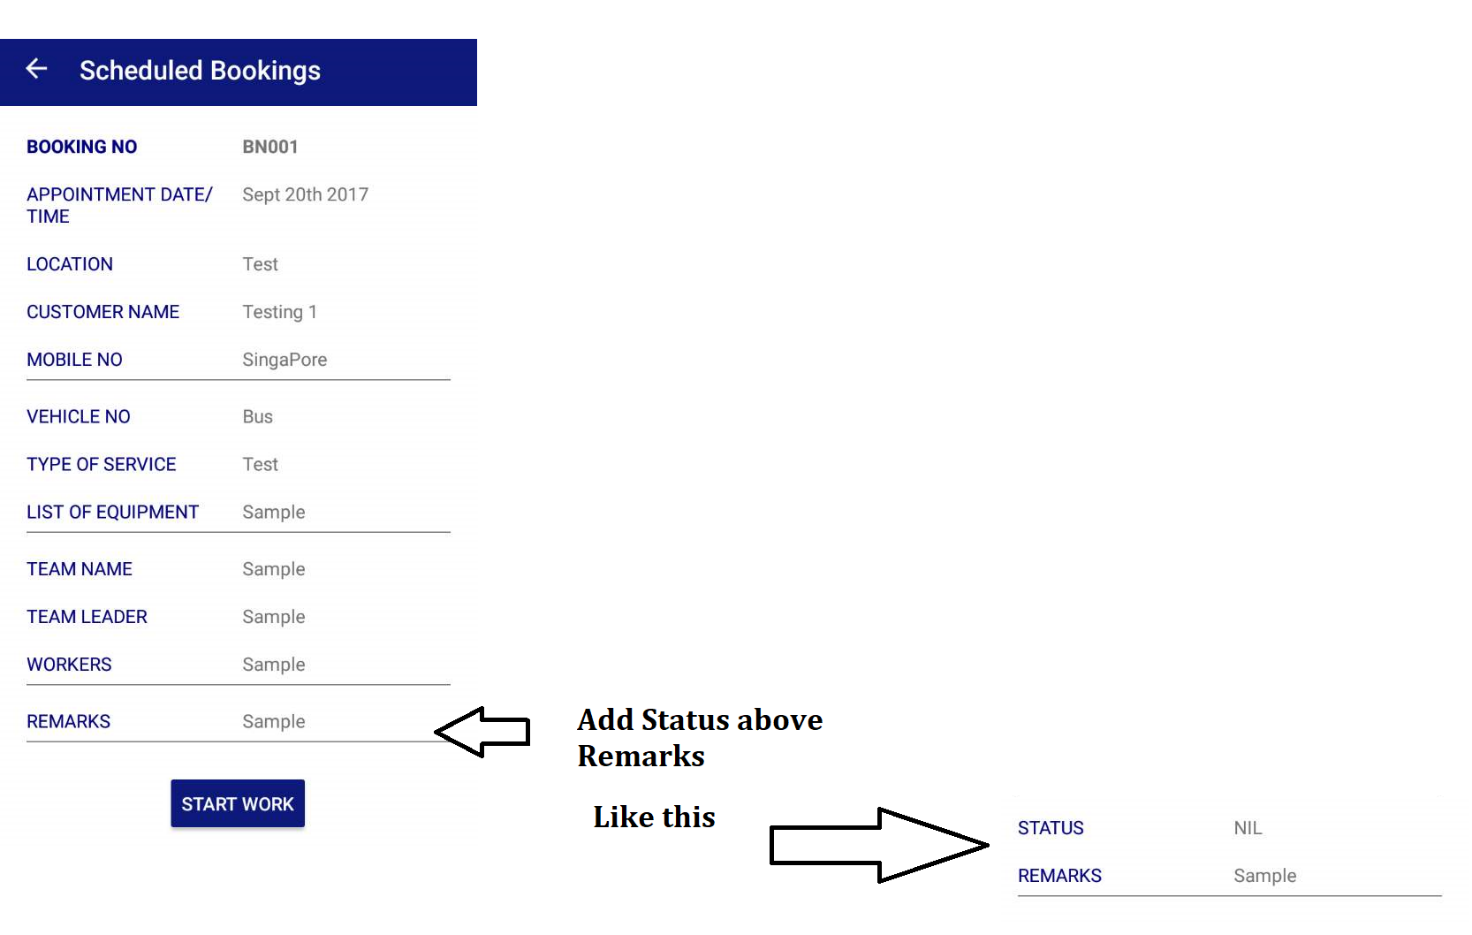 Scheduled Bookings
BOOKING NO BN001
APPOINTMENT DATE/ Sept 20th 2017
TIME
LOCATION Test
CUSTOMER NAME Testing 1
MOBILE NO SingaPore
VEHICLE NO Bus
TYPE OF SERVICE Test
LIST OF EQUIPMENT Sample
TEAM NAME Sample
TEAM LEADER Sample
WORKERS Sample
REMARKS Sample
START WORK
Add Status above
Remarks
Like this
STATUS NIL
REMARKS Sample